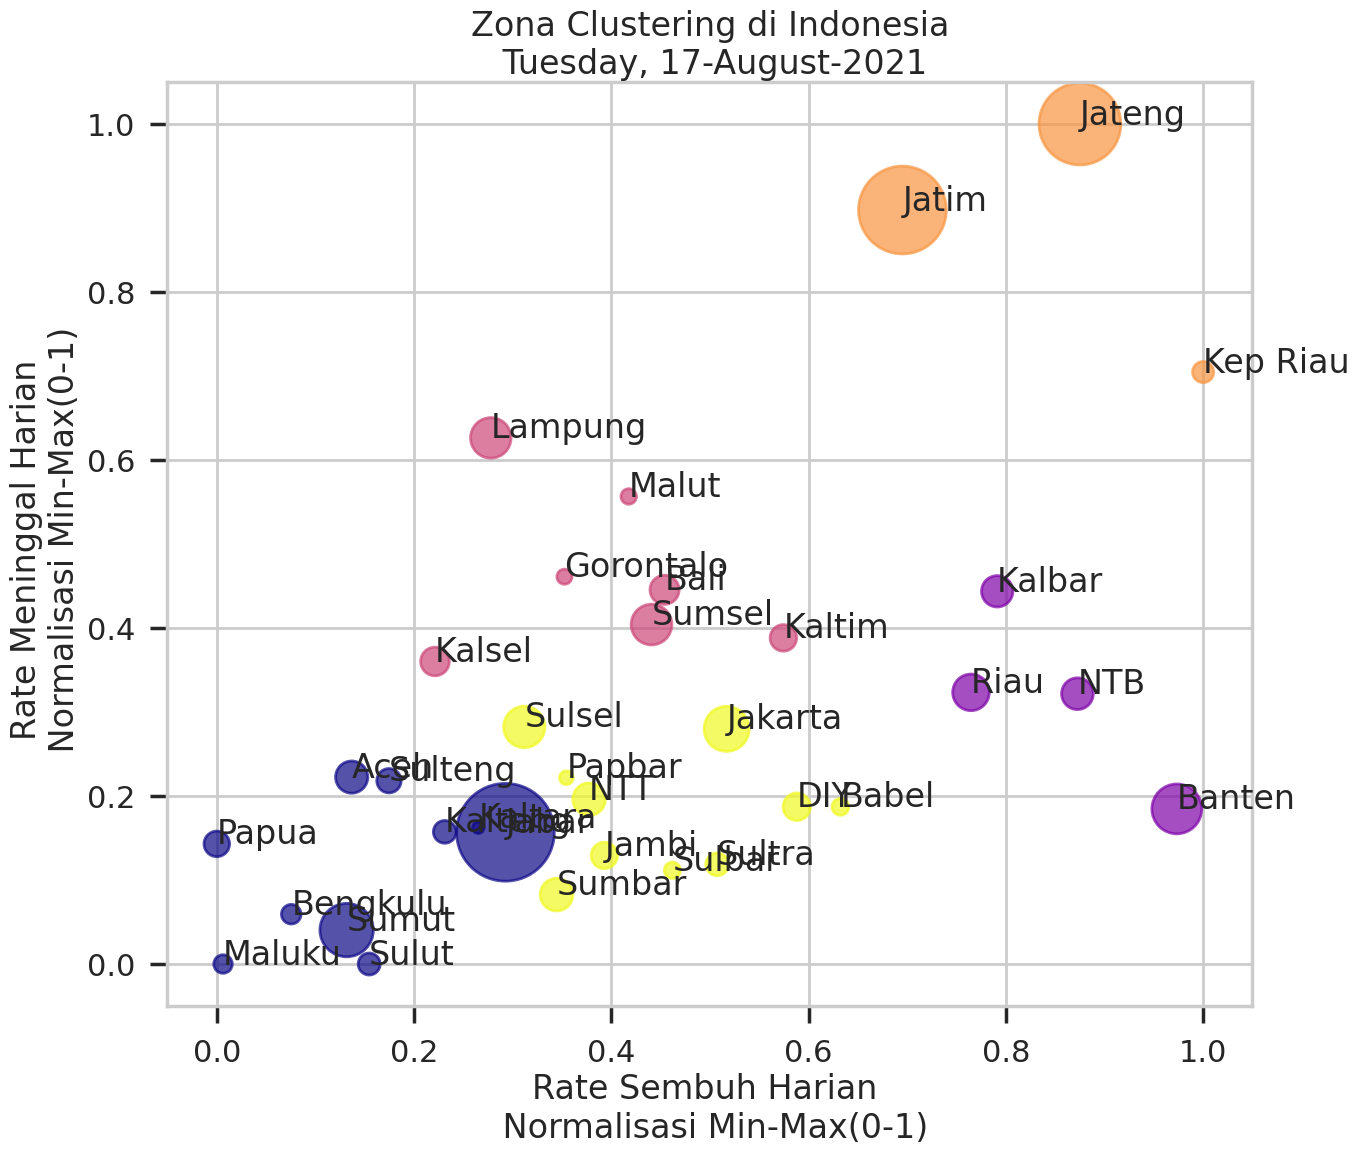 Zona Clustering di Indonesia
Tuesday, 17-August-2021
1.0
0.8
0.6
0.4
0.2
0.0
Rate Meninggal Harian
Normalisasi Min-Max(0-1)
Jateng
Jatim
Kep Riau
Lampung
Malut
Gorontalo
Bali
Kalbar
Sumsel
Kaltim
Kalsel
Riau
NTB
Sulsel
Jakarta
Aceh
Sulteng
Papbar
NTT
DIY
Babel
Banten
Papua
Kalteng
Kaltara
Jabar
Jambi
Sulbar
Sultra
Sumbar
Bengkulu
Sumut
Maluku
Sulut
0.0 0.2 0.4 0.6 0.8 1.0
Rate Sembuh Harian
Normalisasi Min-Max(0-1)